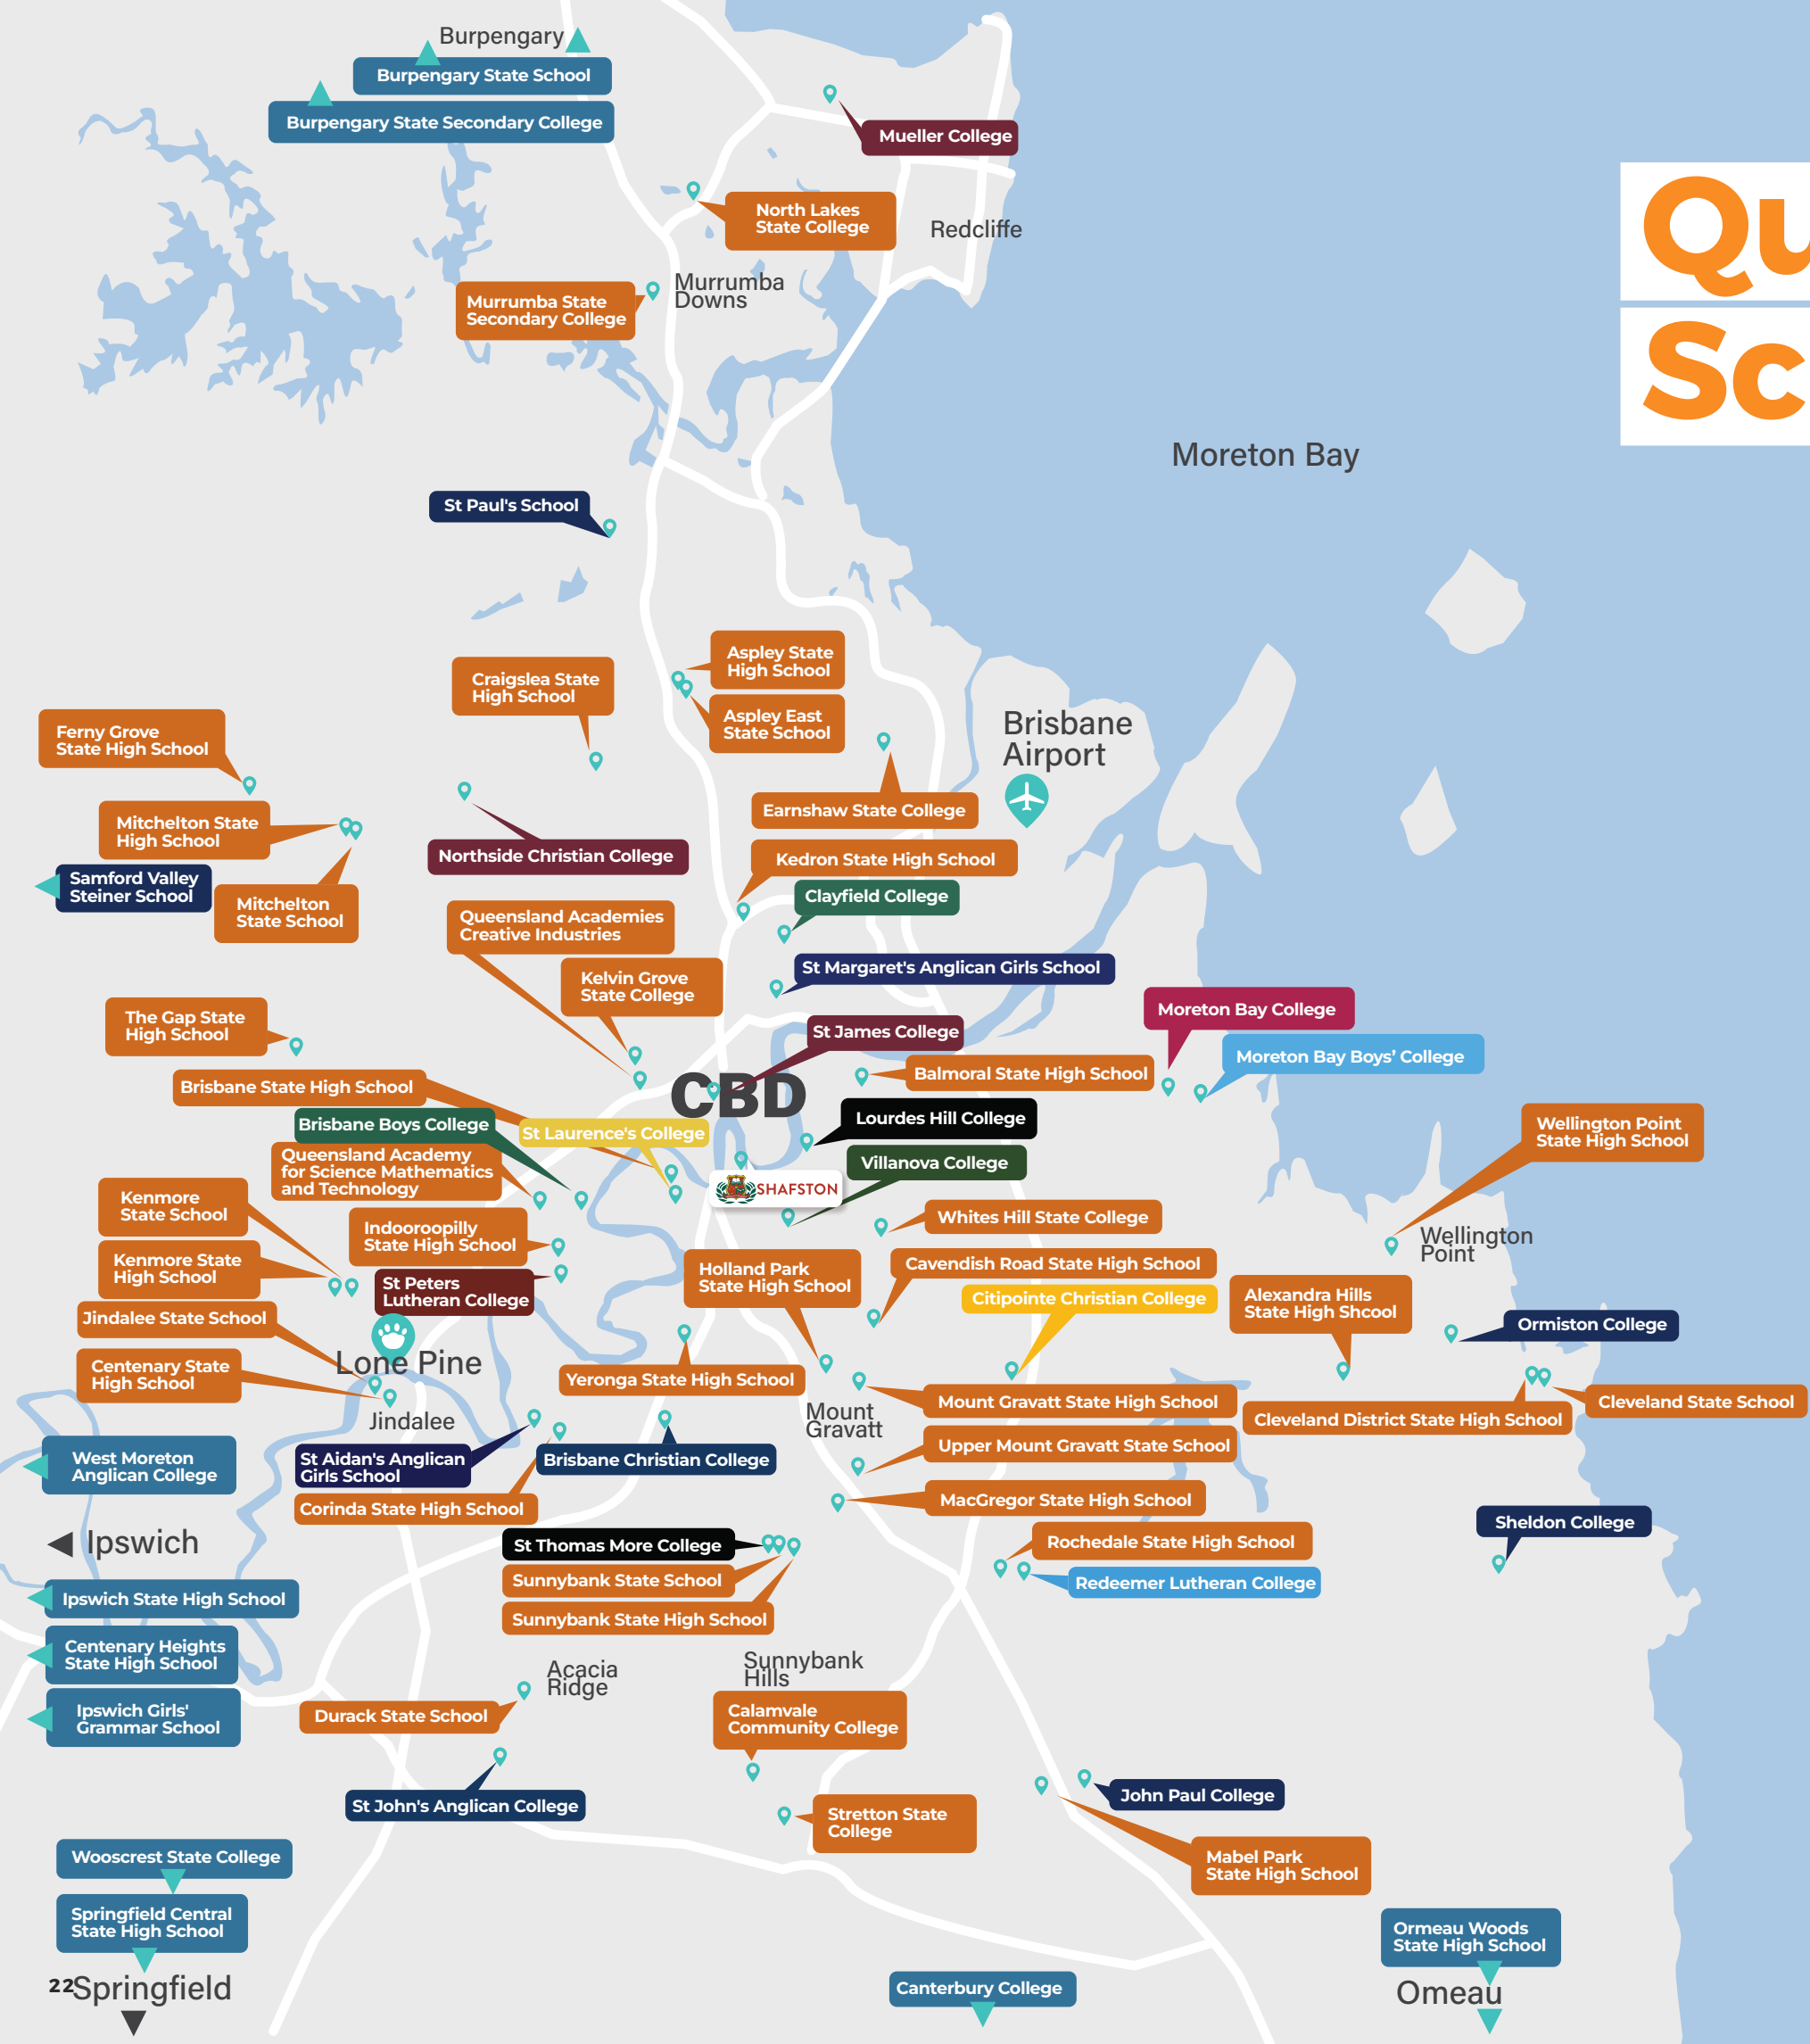 Burpengary
Burpengary State School
Burpengary State Secondary College
Mueller College
Qu
North Lakes
State College
Redcliffe
Murrumba
Downs
Murrumba State
Secondary College
Sc
Moreton Bay
St Paul's School
Aspley State
High School
Craigslea State
High School
Aspley East
State School
Brisbane
Airport
Ferny Grove
State High School
Earnshaw State College
Mitchelton State
High School
Northside Christian College
Kedron State High School
Samford Valley
Steiner School
Clayfield College
Mitchelton
State School
Queensland Academies
Creative Industries
St Margaret's Anglican Girls School
Kelvin Grove
State College
Moreton Bay College
The Gap State
High School
St James College
Moreton Bay Boys' College
Balmoral State High School
Brisbane State High School
CBD
Lourdes Hill College
Brisbane Boys College
St Laurence's College
Wellington Point
State High School
Queensland Academy
for Science Mathematics
and Technology
Villanova College
SHAFSTON
Kenmore
State School
Whites Hill State College
Indooroopilly
State High School
Wellington
Point
Kenmore State
High School
Holland Park
State High School
Cavendish Road State High School
St Peters
Lutheran College
Citipointe Christian College
Alexandra Hills
State High Shcool
Jindalee State School
Ormiston College
Lone Pine
Centenary State
High School
Yeronga State High School
Mount Gravatt State High School
Cleveland State School
Jindalee
Mount
Gravatt
Cleveland District State High School
Upper Mount Gravatt State School
West Moreton
Anglican College
St Aidan's Anglican
Girls School
Brisbane Christian College
MacGregor State High School
Corinda State High School
Sheldon College
Ipswich
St Thomas More College
Rochedale State High School
Sunnybank State School
Redeemer Lutheran College
Ipswich State High School
Sunnybank State High School
Centenary Heights
State High School
Sunnybank
Hills
Acacia
Ridge
Ipswich Girls'
Grammar School
Durack State School
Calamvale
Community College
John Paul College
St John's Anglican College
Stretton State
College
Wooscrest State College
Mabel Park
State High School
Springfield Central
State High School
Ormeau Woods
State High School
22
Springfield
Canterbury College
Omeau